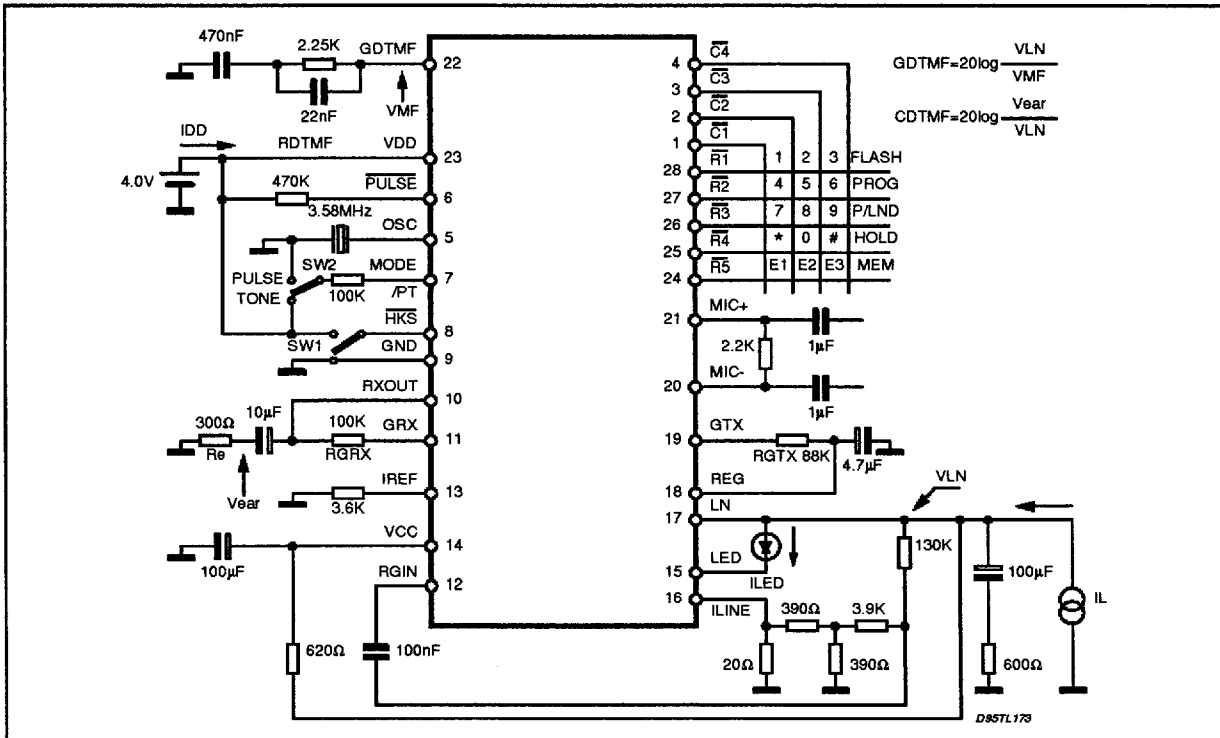 470nF
2.25K
GDTMF
22
22nF
VMF
IDD
RDTMF
VDD
23
4.0V
470K
PULSE
6
3.58MHz
OSC
5
SW2
MODE
7
PULSE
TONE
100K
/PT
HKS
8
SW1
GND
9
RXOUT
10
300Ω
10µF
100K
GRX
11
Re
RGRX
Vear
IREF
13
3.6K
VCC
14
100µF
RGIN
12
620Ω
100nF
4
C4
3
C3
2
C2
1
C1
GDTMF=20log VLN
VMF
CDTMF=20log Vear
VLN
28
R1
1 2 3 FLASH
27
R2
4 5 6 PROG
26
R3
7 8 9 P/LND
25
R4
* 0 # HOLD
24
R5
E1 E2 E3 MEM
21
MIC+
1µF
2.2K
20
MIC-
1µF
19
GTX
RGTX 88K
4.7µF
18
REG
VLN
17
LN
130K
LED
15
ILED
100µF
IL
16
ILINE
390Ω
3.9K
20Ω
390Ω
600Ω
D95TL173